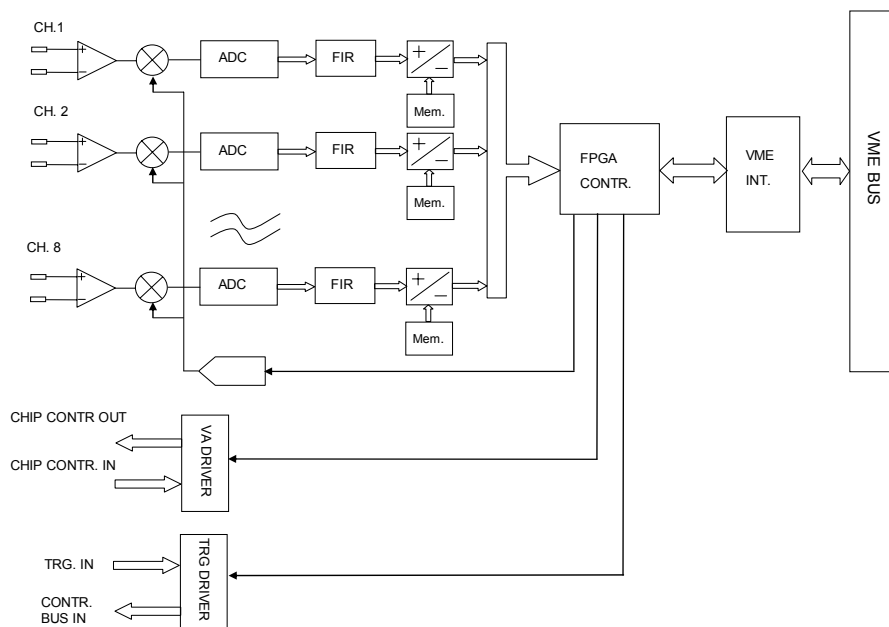 CH.1
+
−
ADC
FIR
+
−
Mem.
CH. 2
+
−
ADC
FIR
+
−
Mem.
CH. 8
+
−
ADC
FIR
+
−
Mem.
FPGA
CONTR.
VME
INT.
VME BUS
CHIP CONTR OUT
CHIP CONTR. IN
VA DRIVER
TRG. IN
CONTR.
BUS IN
TRG DRIVER